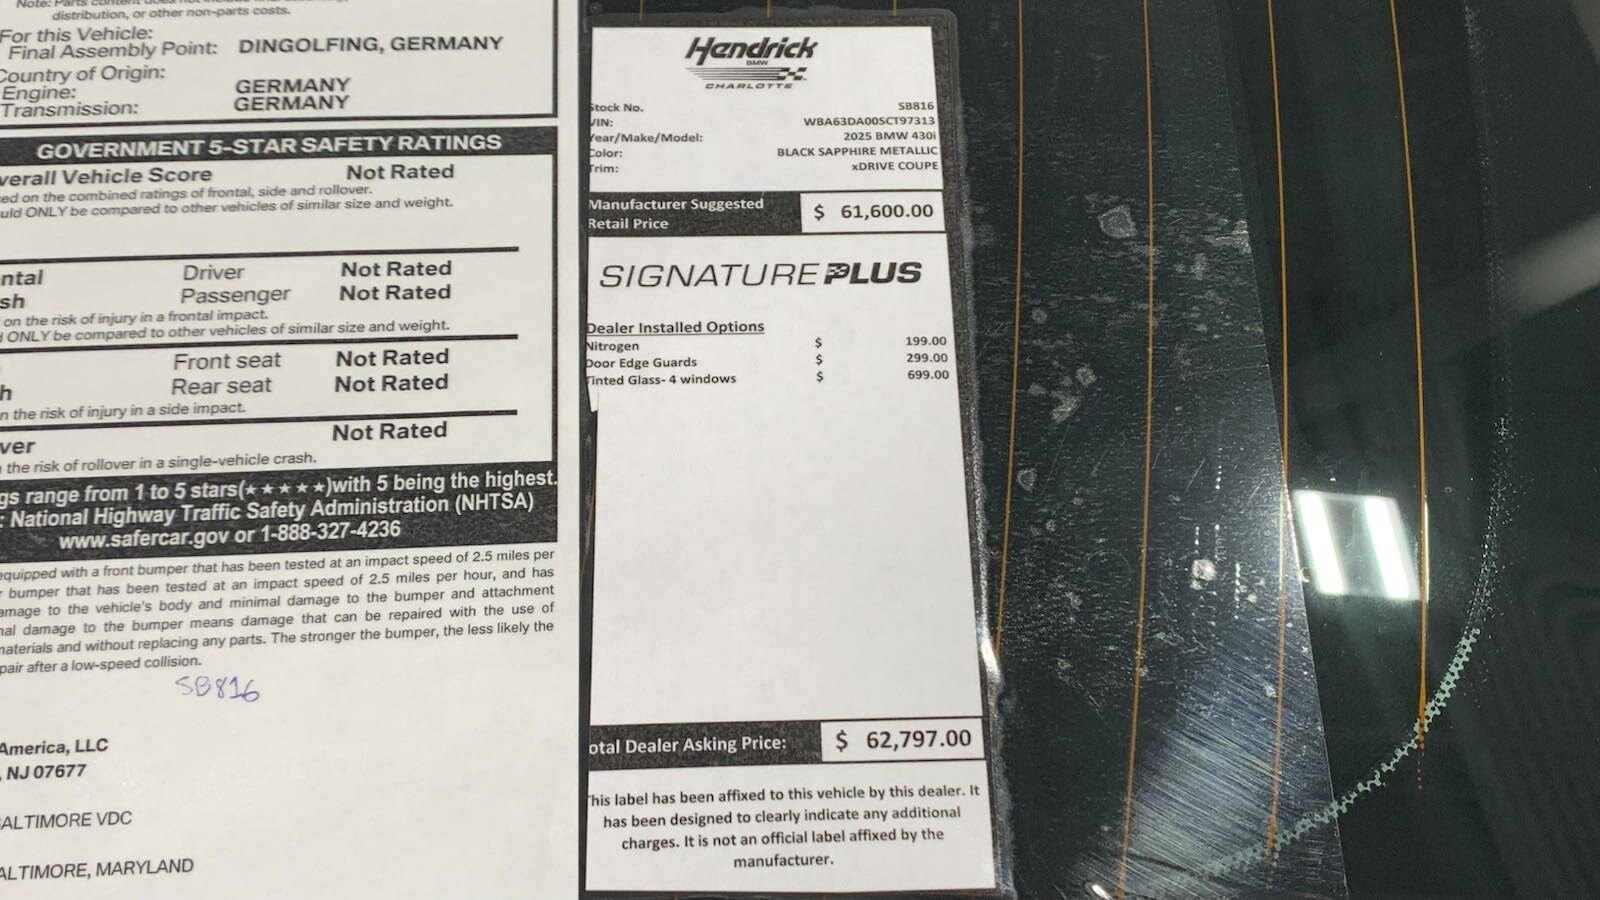 distribution, or other non-parts costs.
For this Vehicle:
Final Assembly Point: DINGOLFING, GERMANY
Country of Origin:
Engine: GERMANY
Transmission: GERMANY
GOVERNMENT 5-STAR SAFETY RATINGS
Overall Vehicle Score Not Rated
on the combined ratings of frontal, side and rollover.
ONLY be compared to other vehicles of similar size and weight.
Driver Not Rated
Passenger Not Rated
on the risk of injury in a frontal impact.
ONLY be compared to other vehicles of similar size and weight.
Front seat Not Rated
Rear seat Not Rated
the risk of injury in a side impact.
Not Rated
the risk of rollover in a single-vehicle crash.
range from 1 to 5 stars(★★★★★)with 5 being the highest.
: National Highway Traffic Safety Administration (NHTSA)
www.safercar.gov or 1-888-327-4236
equipped with a front bumper that has been tested at an impact speed of 2.5 miles per
bumper that has been tested at an impact speed of 2.5 miles per hour, and has
damage to the vehicle's body and minimal damage to the bumper and attachment
damage to the bumper means damage that can be repaired with the use of
materials and without replacing any parts. The stronger the bumper, the less likely the
after a low-speed collision.
SB816
America, LLC
, NJ 07677
BALTIMORE VDC
BALTIMORE, MARYLAND
Hendrick
BMW
CHARLOTTE
Stock No. SB816
VIN: WBA63DA00SCT97313
Year/Make/Model: 2025 BMW 430i
Color: BLACK SAPPHIRE METALLIC
Trim: xDRIVE COUPE
Manufacturer Suggested
Retail Price $ 61,600.00
SIGNATURE PLUS
Dealer Installed Options
Nitrogen $ 199.00
Door Edge Guards $ 299.00
Tinted Glass- 4 windows $ 699.00
Total Dealer Asking Price: $ 62,797.00
This label has been affixed to this vehicle by this dealer. It
has been designed to clearly indicate any additional
charges. It is not an official label affixed by the
manufacturer.